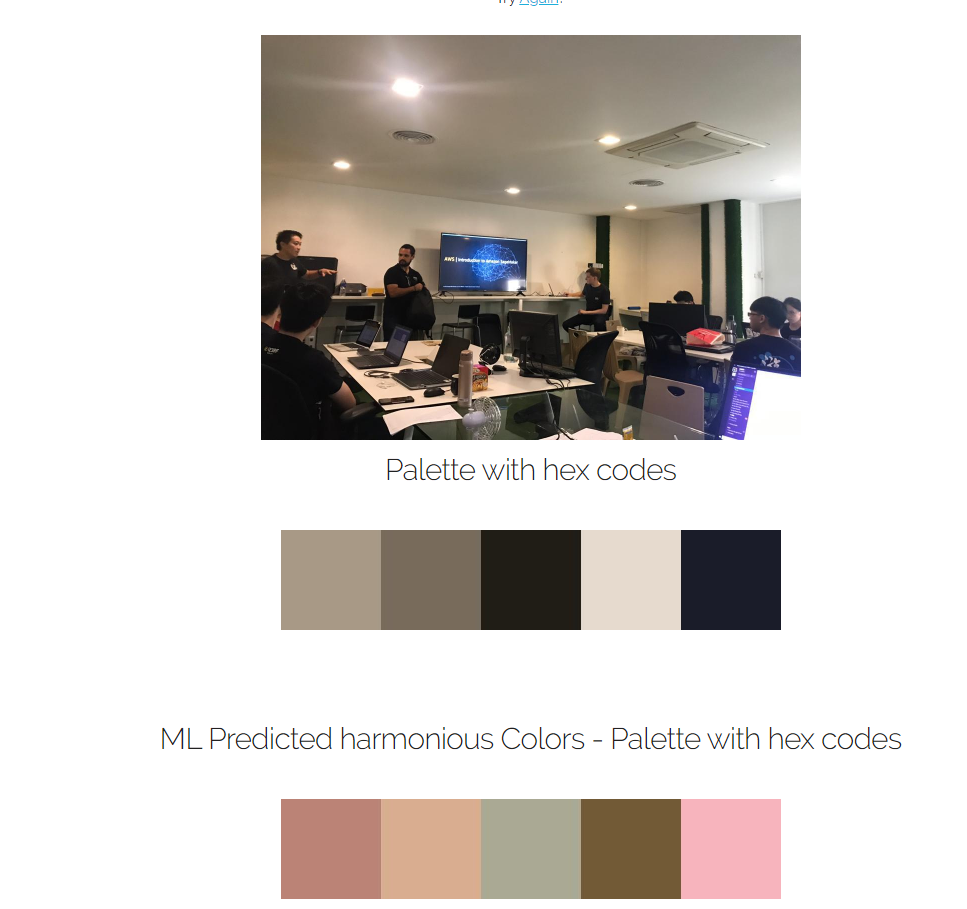 Try Again!
AWS | Introduction to Amazon SageMaker
Palette with hex codes
ML Predicted harmonious Colors - Palette with hex codes